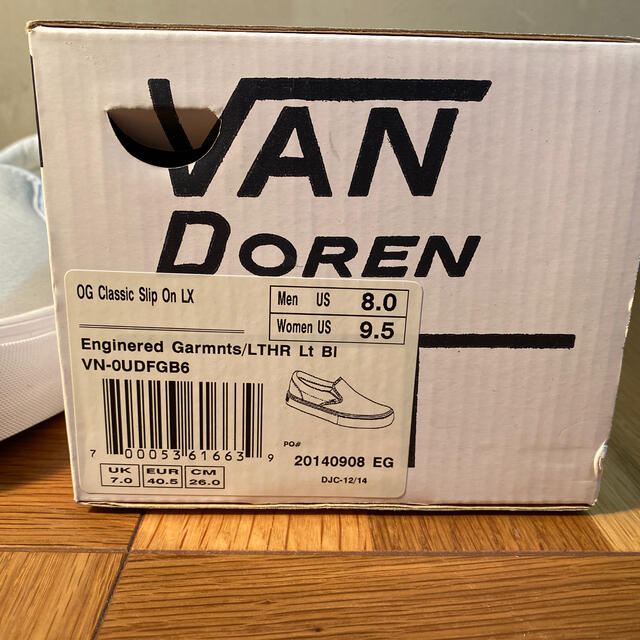 VAN
DOREN
OG Classic Slip On LX
Men US 8.0
Women US 9.5
Enginered Garmnts/LTHR Lt Bl
VN-0UDFGB6
7 00053 61663 9
PO#
20140908 EG
UK 7.0 EUR 40.5 CM 26.0
DJC-12/14